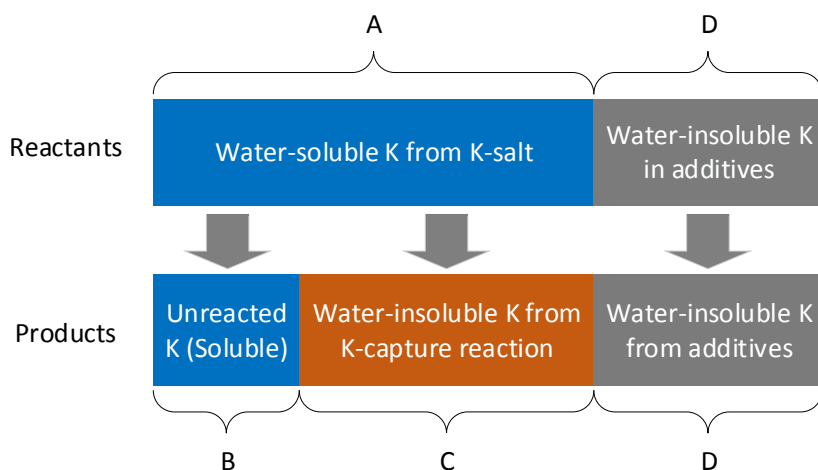 A
D
Reactants
Water-soluble K from K-salt
Water-insoluble K
in additives
Products
Unreacted
K (Soluble)
Water-insoluble K from
K-capture reaction
Water-insoluble K
from additives
B
C
D